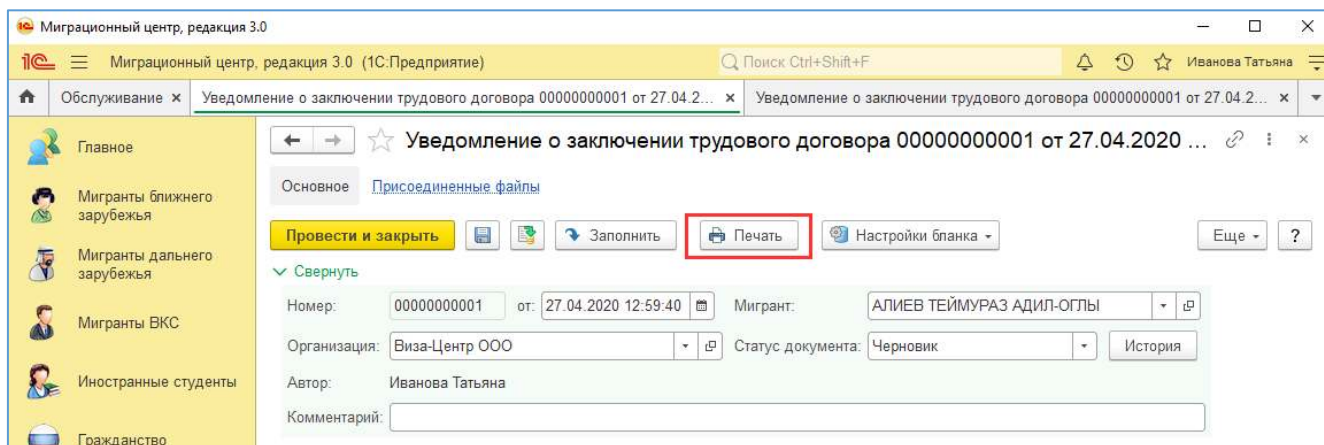 Миграционный центр, редакция 3.0
Миграционный центр, редакция 3.0 (1С:Предприятие) Поиск Ctrl+Shift+F Иванова Татьяна
Обслуживание × Уведомление о заключении трудового договора 00000000001 от 27.04.2... × Уведомление о заключении трудового договора 00000000001 от 27.04.2... ×
Главное
Мигранты ближнего
зарубежья
Мигранты дальнего
зарубежья
Мигранты ВКС
Иностранные студенты
Гражданство
Уведомление о заключении трудового договора 00000000001 от 27.04.2020 ...
Основное Присоединенные файлы
Провести и закрыть Заполнить Печать Настройки бланка Еще ?
Свернуть
Номер: 00000000001 от: 27.04.2020 12:59:40 Мигрант: АЛИЕВ ТЕЙМУРАЗ АДИЛ-ОГЛЫ
Организация: Виза-Центр ООО Статус документа: Черновик История
Автор: Иванова Татьяна
Комментарий: